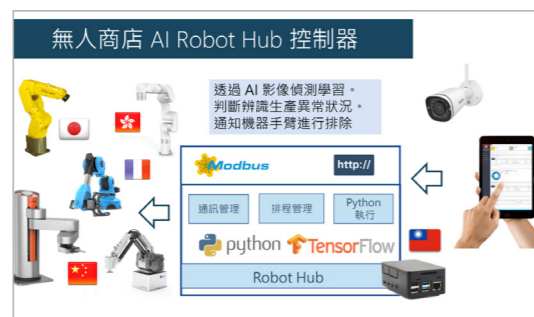 無人商店 AI Robot Hub 控制器
透過 AI 影像偵測學習。
判斷辨識生產異常狀況。
通知機器手臂進行排除
Modbus
http://
通訊管理
排程管理
Python
執行
python
TensorFlow
Robot Hub